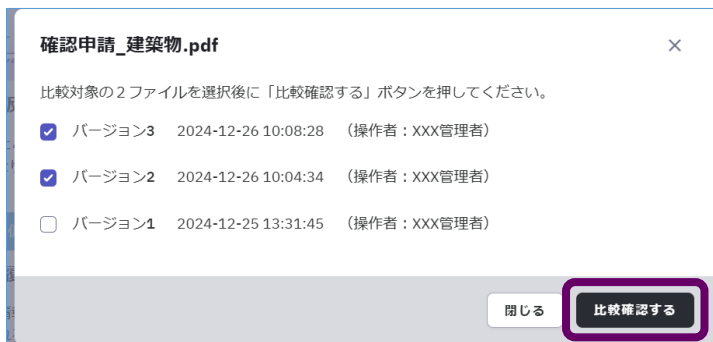 確認申請_建築物.pdf
比較対象の2ファイルを選択後に「比較確認する」ボタンを押してください。
バージョン3 2024-12-26 10:08:28 （操作者：XXX管理者）
バージョン2 2024-12-26 10:04:34 （操作者：XXX管理者）
バージョン1 2024-12-25 13:31:45 （操作者：XXX管理者）
閉じる 比較確認する